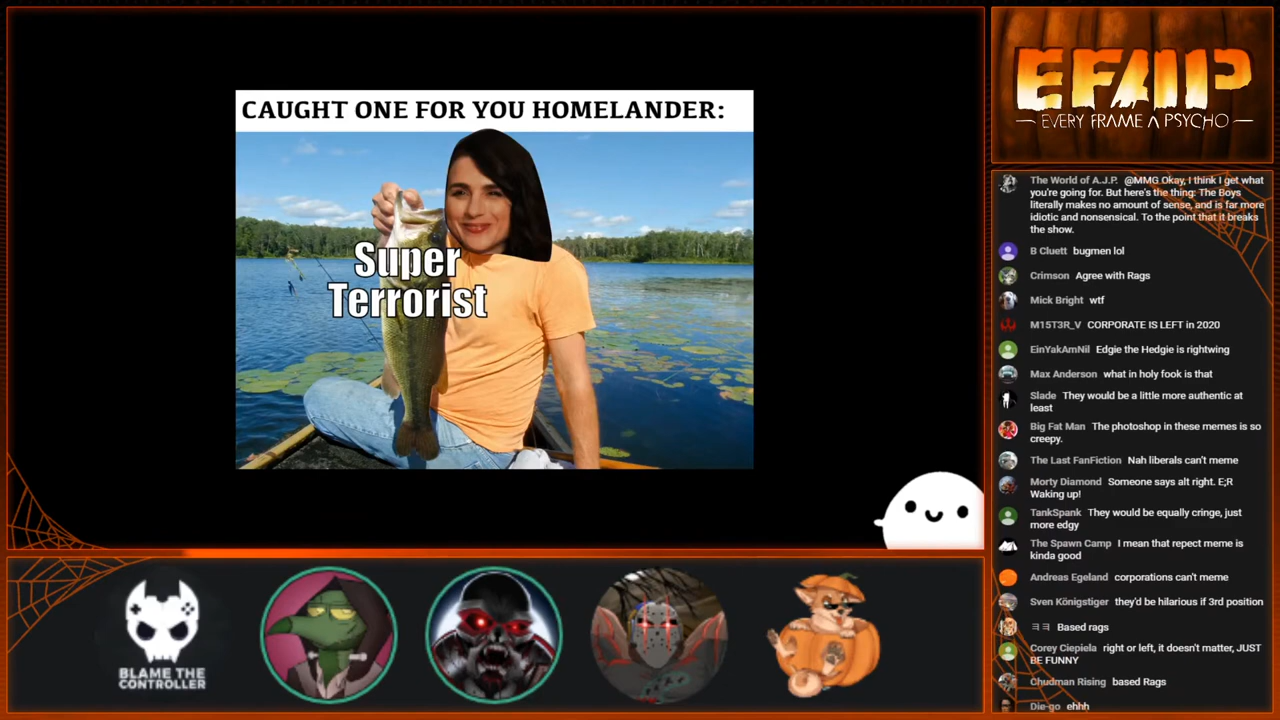 CAUGHT ONE FOR YOU HOMELANDER:
Super
Terrorist
BLAME THE
CONTROLLER
EFAP
EVERY FRAME A PSYCHO
The World of A.J.P. @MMG Okay, I think I get what
you're going for. But here's the thing: The Boys
literally makes no amount of sense, and is far more
idiotic and nonsensical. To the point that it breaks
the show.
B Cluett bugmen lol
Crimson Agree with Rags
Mick Bright wtf
M15T3R_V CORPORATE IS LEFT in 2020
EinYakAmNil Edgie the Hedgie is rightwing
Max Anderson what in holy fook is that
Slade They would be a little more authentic at
least
Big Fat Man The photoshop in these memes is so
creepy.
The Last FanFiction Nah liberals can't meme
Morty Diamond Someone says alt right. E;R
Waking up!
TankSpank They would be equally cringe, just
more edgy
The Spawn Camp I mean that repect meme is
kinda good
Andreas Egeland corporations can't meme
Sven Königstiger they'd be hilarious if 3rd position
ㅋㅋ Based rags
Corey Ciepiela right or left, it doesn't matter, JUST
BE FUNNY
Chudman Rising based Rags
Die-go ehhh